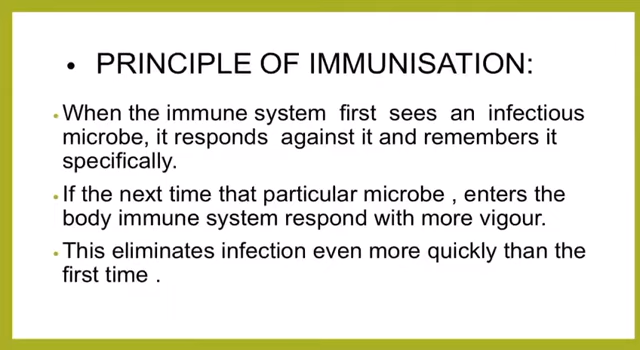 • PRINCIPLE OF IMMUNISATION:
• When the immune system first sees an infectious
microbe, it responds against it and remembers it
specifically.
• If the next time that particular microbe , enters the
body immune system respond with more vigour.
• This eliminates infection even more quickly than the
first time .